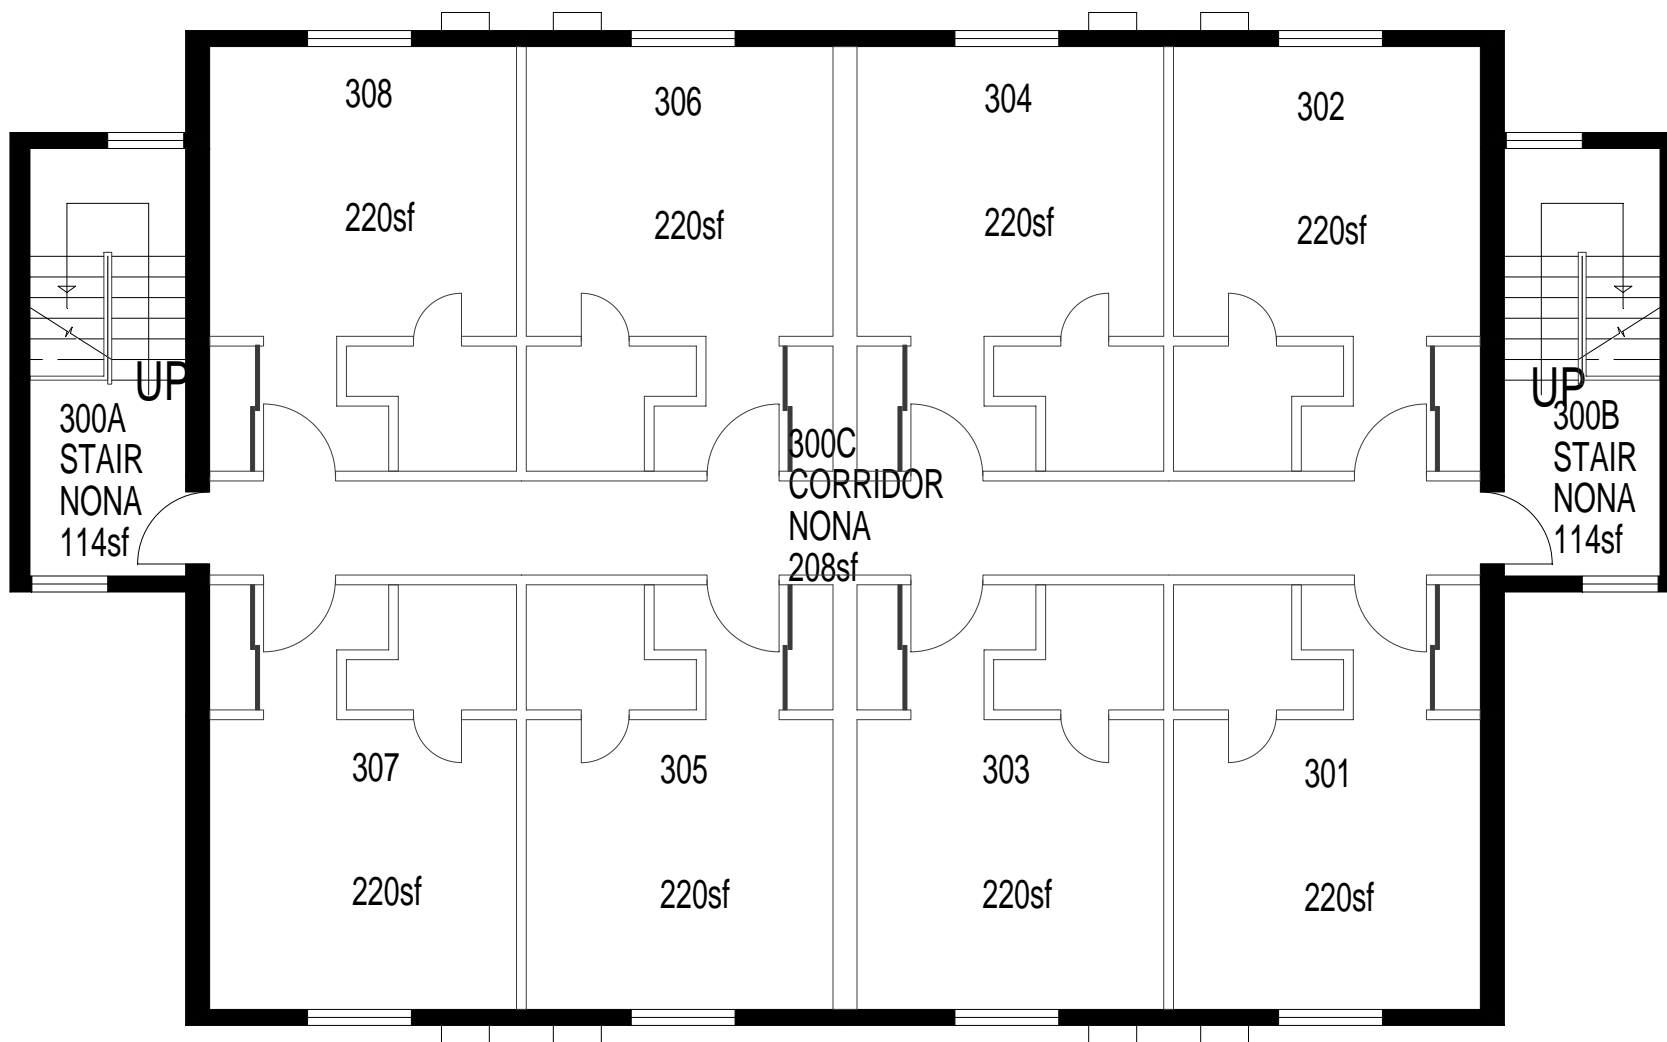 308
220sf
306
220sf
304
220sf
302
220sf
UP
300A
STAIR
NONA
114sf
300C
CORRIDOR
NONA
208sf
UP
300B
STAIR
NONA
114sf
307
220sf
305
220sf
303
220sf
301
220sf